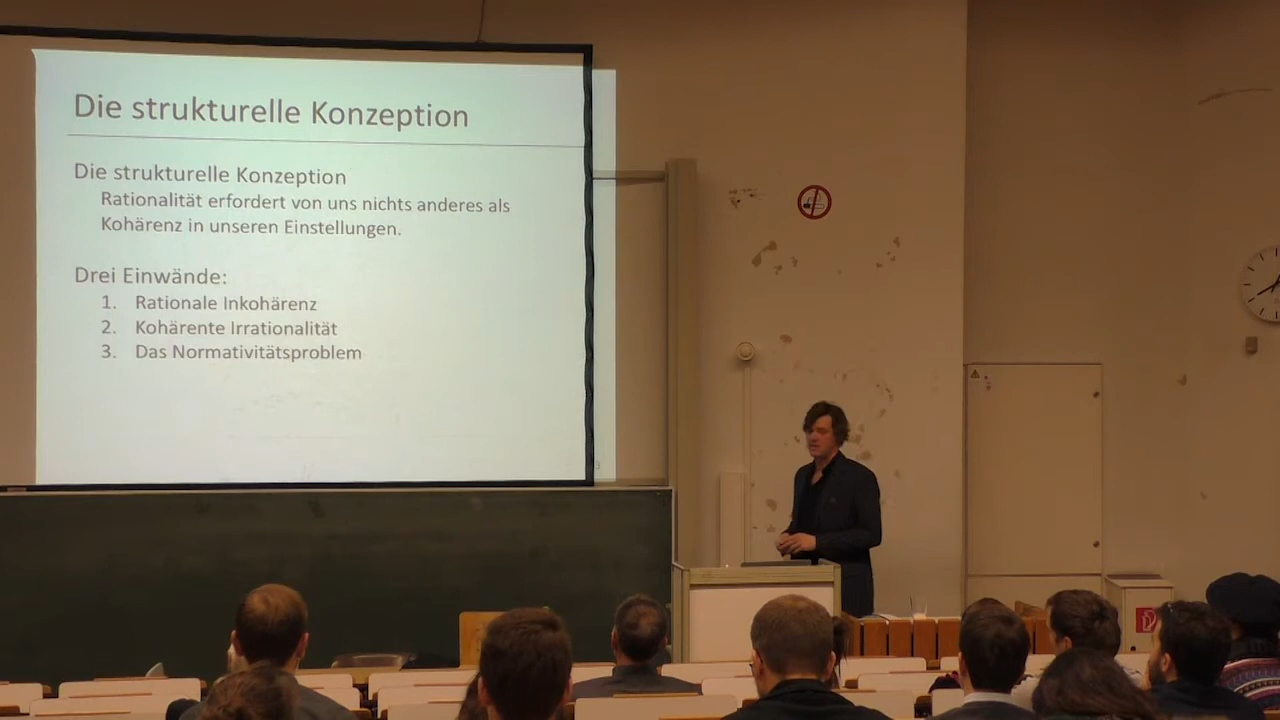 Die strukturelle Konzeption
Die strukturelle Konzeption
Rationalität erfordert von uns nichts anderes als
Kohärenz in unseren Einstellungen.
Drei Einwände:
1. Rationale Inkohärenz
2. Kohärente Irrationalität
3. Das Normativitätsproblem
3